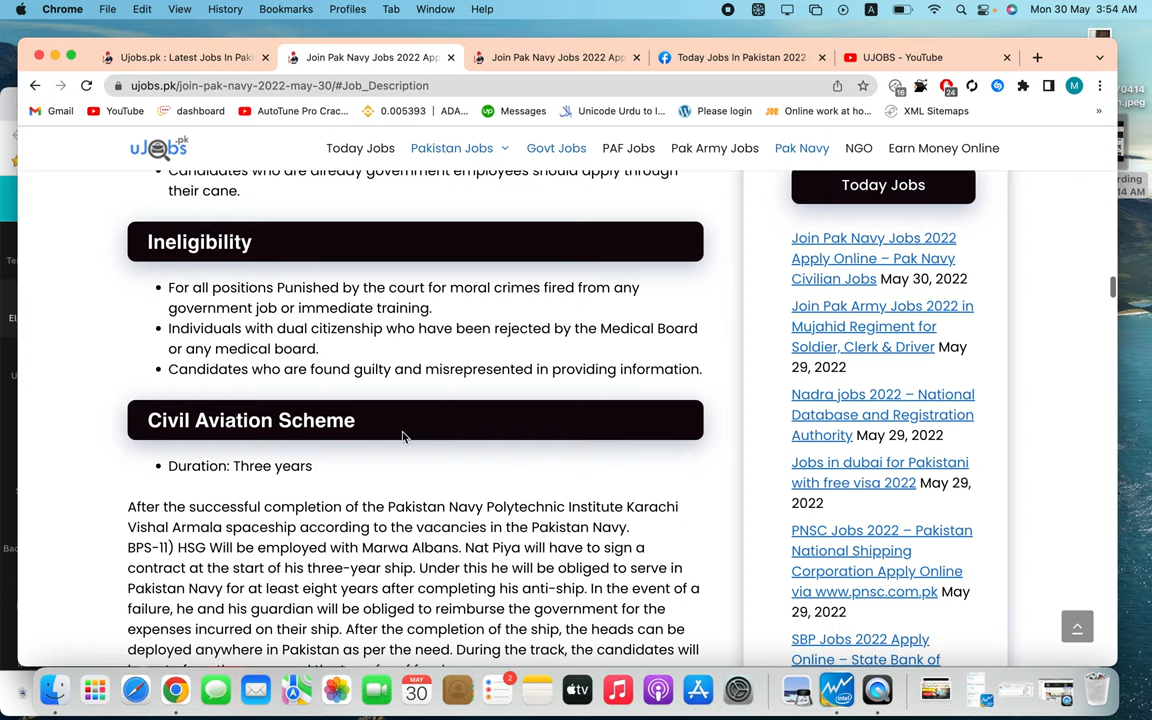 Chrome File Edit View History Bookmarks Profiles Tab Window Help A Mon 30 May 3:54 AM
Ujobs.pk : Latest Jobs In Pak Join Pak Navy Jobs 2022 App Join Pak Navy Jobs 2022 App Today Jobs In Pakistan 2022 UJOBS - YouTube
ujobs.pk/join-pak-navy-2022-may-30/#Job_Description 16 24 M
Gmail YouTube dashboard AutoTune Pro Crac... 0.005393 | ADA... Messages Unicode Urdu to I... Please login Online work at ho... XML Sitemaps »
uJobs.pk Today Jobs Pakistan Jobs Govt Jobs PAF Jobs Pak Army Jobs Pak Navy NGO Earn Money Online
Candidates who are already government employees should apply through
their cane.
Ineligibility
For all positions Punished by the court for moral crimes fired from any
government job or immediate training.
Individuals with dual citizenship who have been rejected by the Medical Board
or any medical board.
Candidates who are found guilty and misrepresented in providing information.
Civil Aviation Scheme
Duration: Three years
After the successful completion of the Pakistan Navy Polytechnic Institute Karachi
Vishal Armala spaceship according to the vacancies in the Pakistan Navy.
BPS-11) HSG Will be employed with Marwa Albans. Nat Piya will have to sign a
contract at the start of his three-year ship. Under this he will be obliged to serve in
Pakistan Navy for at least eight years after completing his anti-ship. In the event of a
failure, he and his guardian will be obliged to reimburse the government for the
expenses incurred on their ship. After the completion of the ship, the heads can be
deployed anywhere in Pakistan as per the need. During the track, the candidates will
Today Jobs
Join Pak Navy Jobs 2022
Apply Online – Pak Navy
Civilian Jobs May 30, 2022
Join Pak Army Jobs 2022 in
Mujahid Regiment for
Soldier, Clerk & Driver May
29, 2022
Nadra jobs 2022 – National
Database and Registration
Authority May 29, 2022
Jobs in dubai for Pakistani
with free visa 2022 May 29,
2022
PNSC Jobs 2022 – Pakistan
National Shipping
Corporation Apply Online
via www.pnsc.com.pk May
29, 2022
SBP Jobs 2022 Apply
Online – State Bank of
70414
.jpeg
rding
14 AM
MAY
30
2
tv
intel